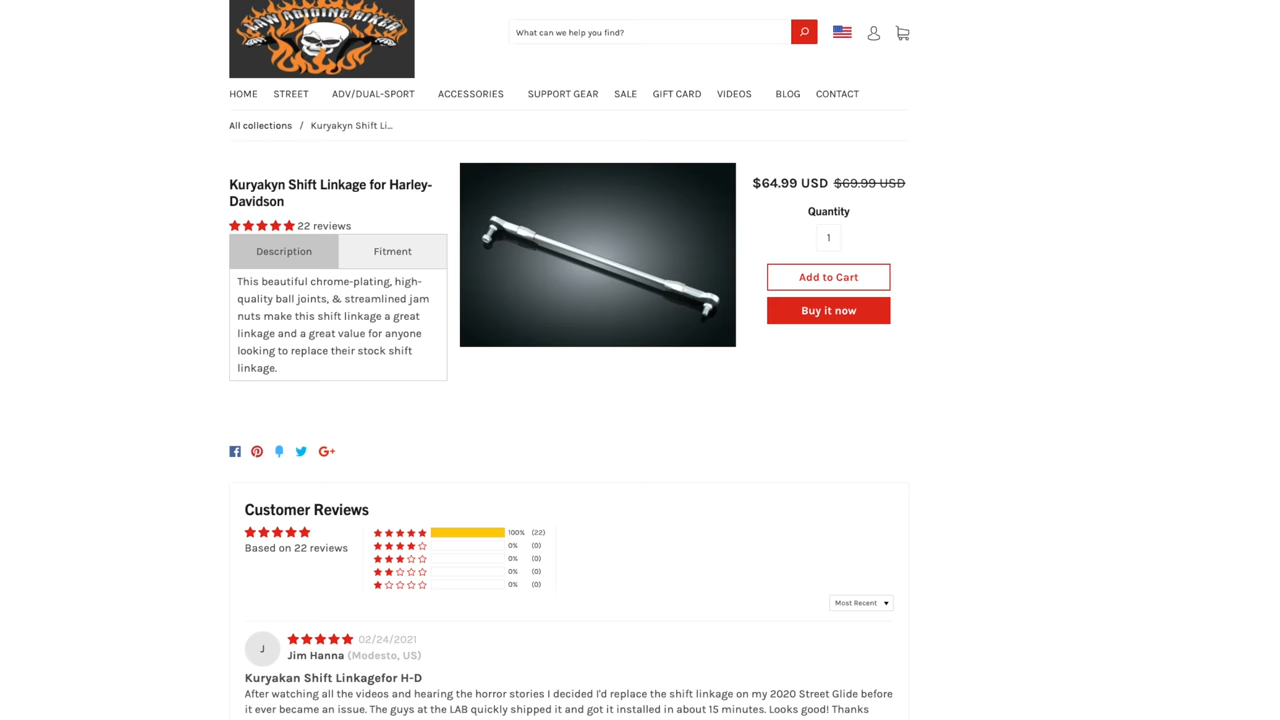 LAW ABIDING BIKER
What can we help you find?
HOME STREET ADV/DUAL-SPORT ACCESSORIES SUPPORT GEAR SALE GIFT CARD VIDEOS BLOG CONTACT
All collections / Kuryakyn Shift Li...
Kuryakyn Shift Linkage for Harley-
Davidson
22 reviews
Description Fitment
This beautiful chrome-plating, high-
quality ball joints, & streamlined jam
nuts make this shift linkage a great
linkage and a great value for anyone
looking to replace their stock shift
linkage.
$64.99 USD $69.99 USD
Quantity
1
Add to Cart
Buy it now
Customer Reviews
Based on 22 reviews
100% (22)
0% (0)
0% (0)
0% (0)
0% (0)
Most Recent
J
02/24/2021
Jim Hanna (Modesto, US)
Kuryakan Shift Linkagefor H-D
After watching all the videos and hearing the horror stories I decided I'd replace the shift linkage on my 2020 Street Glide before
it ever became an issue. The guys at the LAB quickly shipped it and got it installed in about 15 minutes. Looks good! Thanks